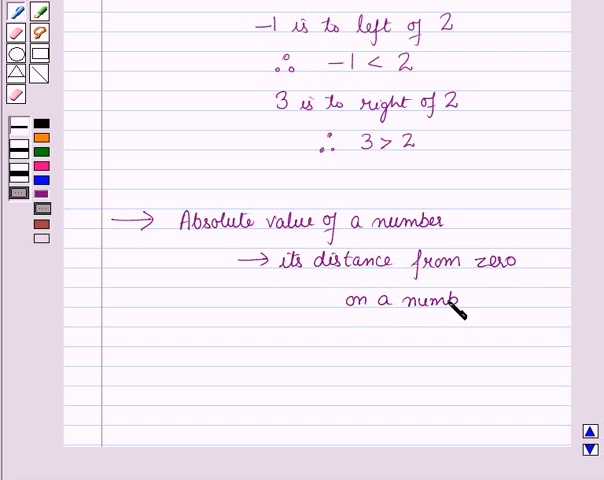 -1 is to left of 2
∴ -1 < 2
3 is to right of 2
∴ 3 > 2
→ Absolute value of a number
→ its distance from zero
on a numb